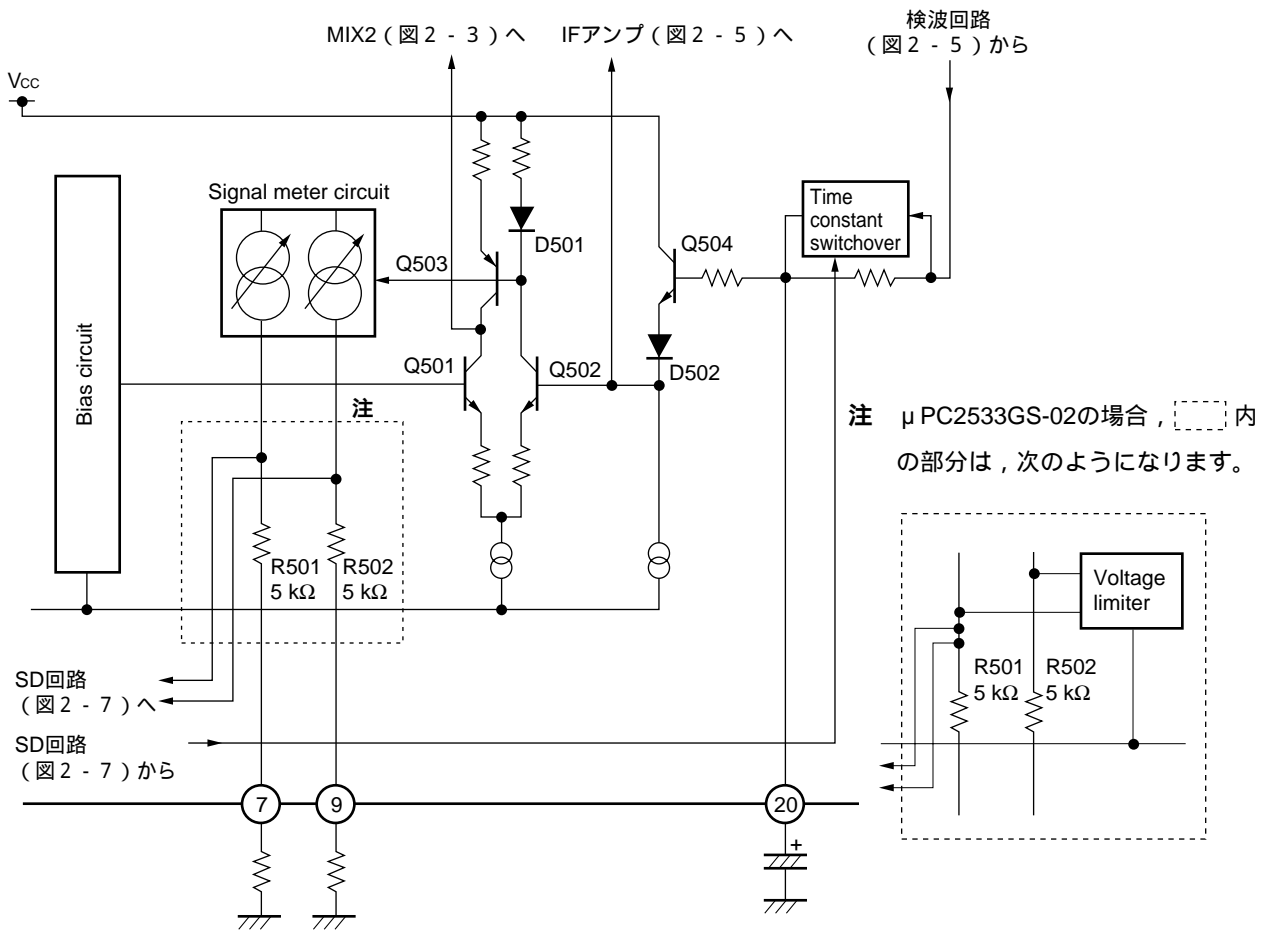 MIX2（図2-3）へ
IFアンプ（図2-5）へ
検波回路
（図2-5）から
VCC
Signal meter circuit
Time
constant
switchover
D501
Q503
Q504
Bias circuit
Q501
Q502
D502
注
注 μPC2533GS-02の場合，内
の部分は，次のようになります。
R501
5 kΩ
R502
5 kΩ
Voltage
limiter
R501
5 kΩ
R502
5 kΩ
SD回路
（図2-7）へ
SD回路
（図2-7）から
7
9
20
+